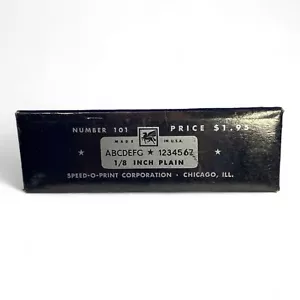 NUMBER 101 PRICE $1.95
MADE IN U.S.A.
ABCDEFG ★ 1234567
1/8 INCH PLAIN
SPEED-O-PRINT CORPORATION · CHICAGO, ILL.